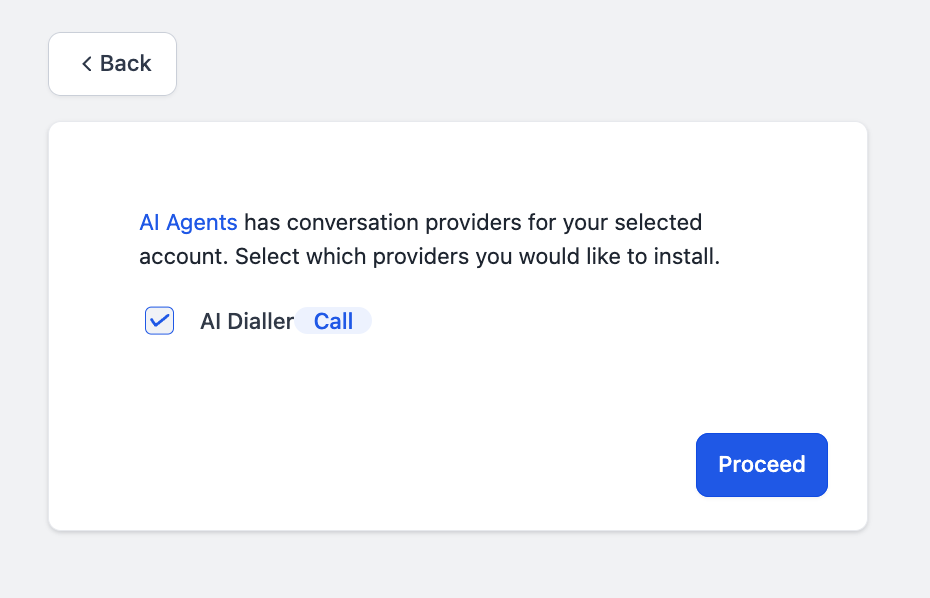 Back
AI Agents has conversation providers for your selected
account. Select which providers you would like to install.
AI Dialler Call
Proceed